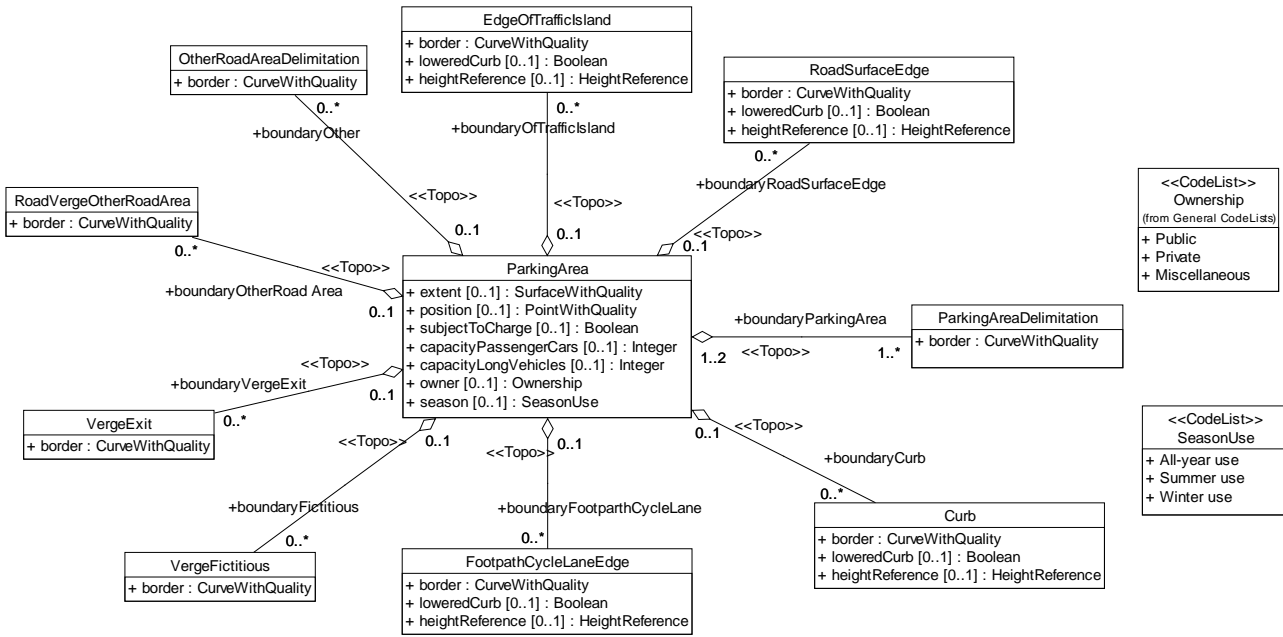 EdgeOfTrafficIsland
+ border : CurveWithQuality
+ loweredCurb [0..1] : Boolean
+ heightReference [0..1] : HeightReference
OtherRoadAreaDelimitation
+ border : CurveWithQuality
RoadSurfaceEdge
+ border : CurveWithQuality
+ loweredCurb [0..1] : Boolean
+ heightReference [0..1] : HeightReference
0..*
+boundaryOther
0..*
+boundaryOfTrafficIsland
0..*
+boundaryRoadSurfaceEdge
<<Topo>>
0..1
<<Topo>>
0..1
<<Topo>>
0..1
RoadVergeOtherRoadArea
+ border : CurveWithQuality
0..*
<<Topo>>
+boundaryOtherRoad Area
0..1
<<CodeList>>
Ownership
(from General CodeLists)
+ Public
+ Private
+ Miscellaneous
ParkingArea
+ extent [0..1] : SurfaceWithQuality
+ position [0..1] : PointWithQuality
+ subjectToCharge [0..1] : Boolean
+ capacityPassengerCars [0..1] : Integer
+ capacityLongVehicles [0..1] : Integer
+ owner [0..1] : Ownership
+ season [0..1] : SeasonUse
+boundaryParkingArea
1..2
<<Topo>>
1..*
ParkingAreaDelimitation
+ border : CurveWithQuality
<<Topo>>
+boundaryVergeExit
0..1
0..*
VergeExit
+ border : CurveWithQuality
<<CodeList>>
SeasonUse
+ All-year use
+ Summer use
+ Winter use
<<Topo>>
0..1
<<Topo>>
0..1
0..1
<<Topo>>
+boundaryCurb
0..*
+boundaryFictitious
0..*
+boundaryFootparthCycleLane
0..*
VergeFictitious
+ border : CurveWithQuality
FootpathCycleLaneEdge
+ border : CurveWithQuality
+ loweredCurb [0..1] : Boolean
+ heightReference [0..1] : HeightReference
Curb
+ border : CurveWithQuality
+ loweredCurb [0..1] : Boolean
+ heightReference [0..1] : HeightReference